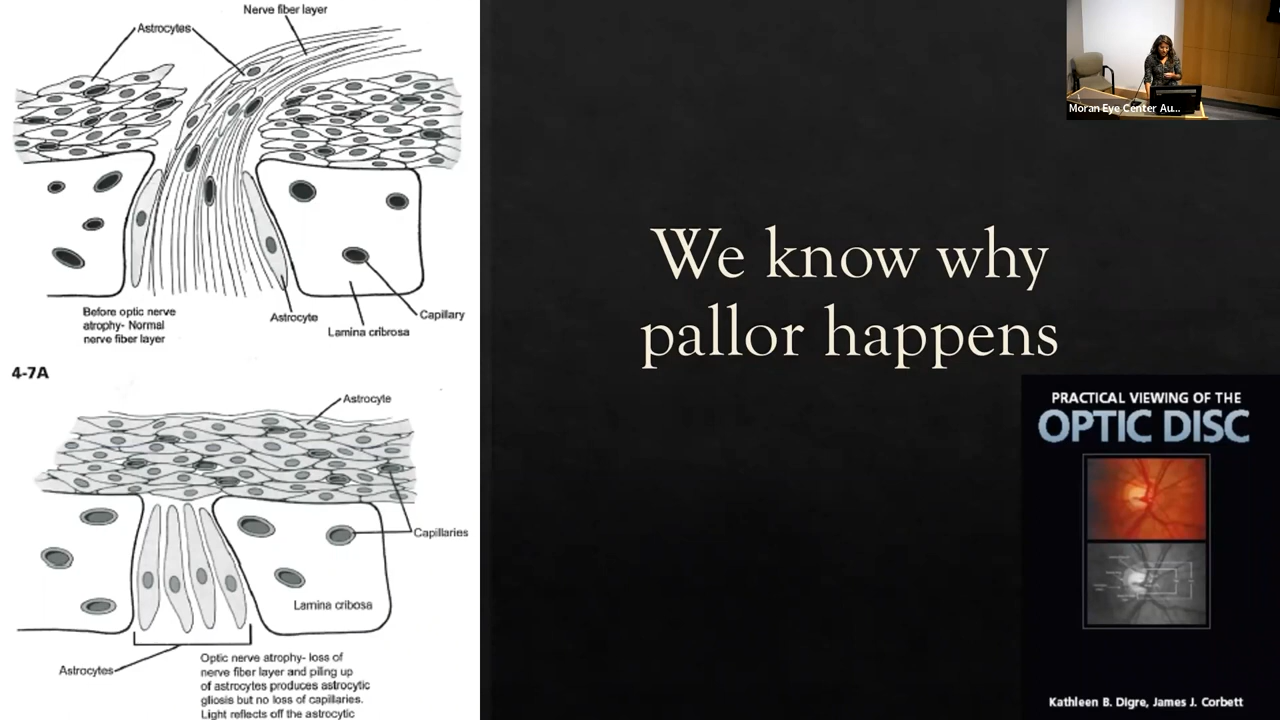 Nerve fiber layer
Astrocytes
Astrocyte
Capillary
Lamina cribrosa
Before optic nerve
atrophy- Normal
nerve fiber layer
4-7A
Astrocyte
Capillaries
Lamina cribosa
Astrocytes
Optic nerve atrophy- loss of
nerve fiber layer and piling up
of astrocytes produces astrocytic
gliosis but no loss of capillaries.
Light reflects off the astrocytic
We know why
pallor happens
Moran Eye Center Au...
PRACTICAL VIEWING OF THE
OPTIC DISC
Kathleen B. Digre, James J. Corbett